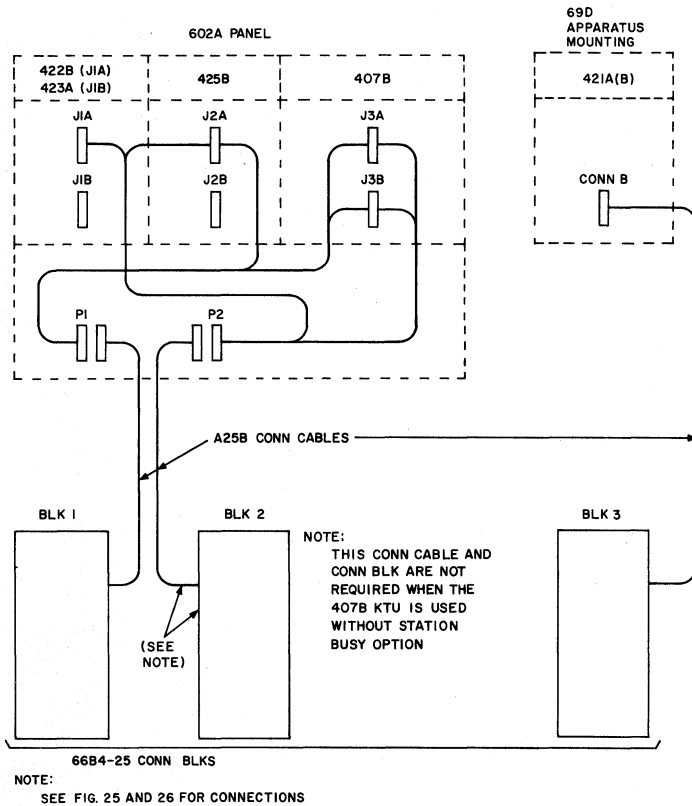 69D
APPARATUS
MOUNTING
602A PANEL
422B (J1A)
423A (J1B)
425B
407B
421A(B)
J1A
J2A
J3A
J1B
J2B
J3B
CONN B
P1
P2
A25B CONN CABLES
BLK 1
BLK 2
BLK 3
NOTE:
THIS CONN CABLE AND
CONN BLK ARE NOT
REQUIRED WHEN THE
407B KTU IS USED
WITHOUT STATION
BUSY OPTION
(SEE
NOTE)
66B4-25 CONN BLKS
NOTE:
SEE FIG. 25 AND 26 FOR CONNECTIONS